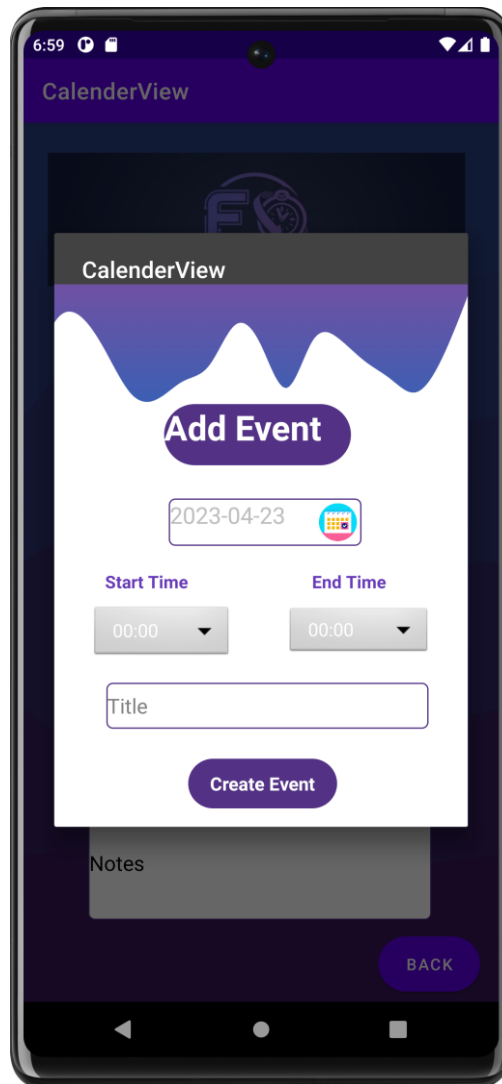 6:59
CalenderView
CalenderView
Add Event
2023-04-23
Start Time End Time
00:00 00:00
Title
Create Event
Notes
BACK